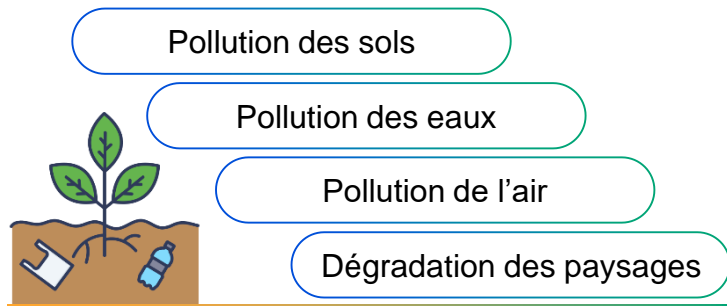 Pollution des sols
Pollution des eaux
Pollution de l’air
Dégradation des paysages